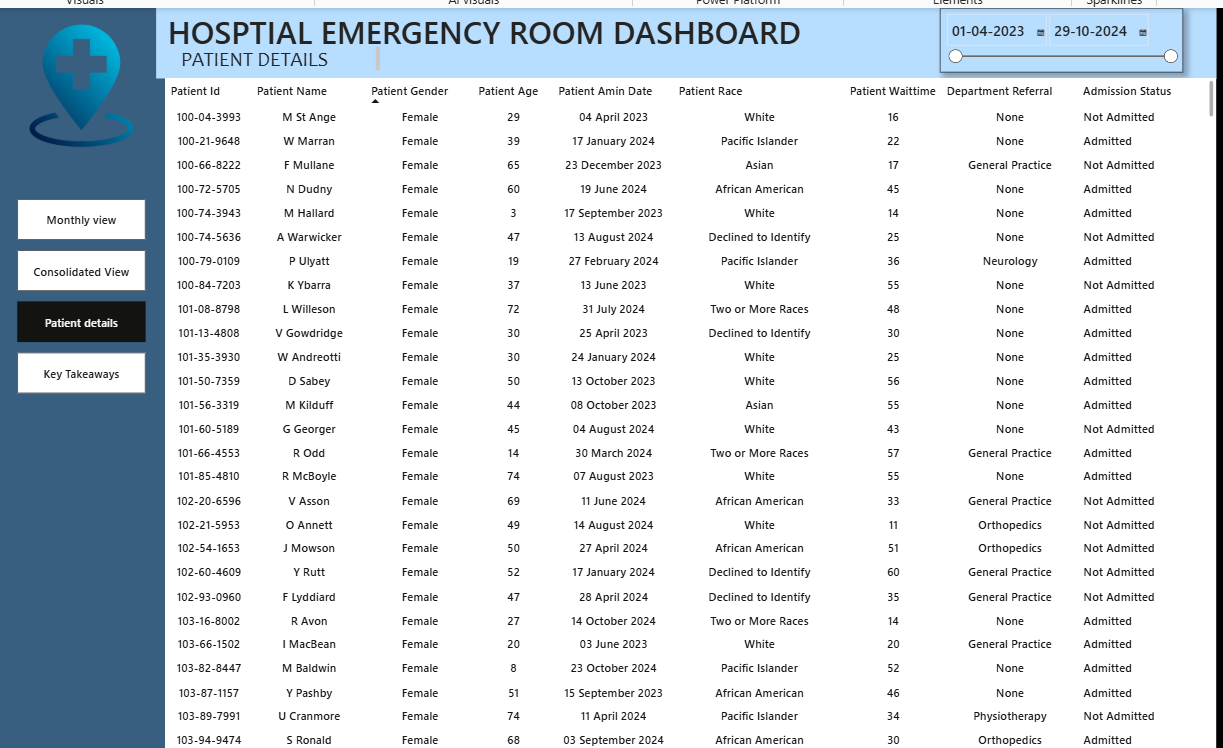 Visuals AI visuals Power Platform Elements Sparklines
HOSPTIAL EMERGENCY ROOM DASHBOARD
PATIENT DETAILS
01-04-2023 29-10-2024
Monthly view
Consolidated View
Patient details
Key Takeaways
Patient Id Patient Name Patient Gender Patient Age Patient Amin Date Patient Race Patient Waittime Department Referral Admission Status
100-04-3993 M St Ange Female 29 04 April 2023 White 16 None Not Admitted
100-21-9648 W Marran Female 39 17 January 2024 Pacific Islander 22 None Admitted
100-66-8222 F Mullane Female 65 23 December 2023 Asian 17 General Practice Not Admitted
100-72-5705 N Dudny Female 60 19 June 2024 African American 45 None Admitted
100-74-3943 M Hallard Female 3 17 September 2023 White 14 None Admitted
100-74-5636 A Warwicker Female 47 13 August 2024 Declined to Identify 25 None Not Admitted
100-79-0109 P Ulyatt Female 19 27 February 2024 Pacific Islander 36 Neurology Admitted
100-84-7203 K Ybarra Female 37 13 June 2023 White 55 None Not Admitted
101-08-8798 L Willeson Female 72 31 July 2024 Two or More Races 48 None Admitted
101-13-4808 V Gowdridge Female 30 25 April 2023 Declined to Identify 30 None Admitted
101-35-3930 W Andreotti Female 30 24 January 2024 White 25 None Admitted
101-50-7359 D Sabey Female 50 13 October 2023 White 56 None Admitted
101-56-3319 M Kilduff Female 44 08 October 2023 Asian 55 None Admitted
101-60-5189 G Georger Female 45 04 August 2024 White 43 None Not Admitted
101-66-4553 R Odd Female 14 30 March 2024 Two or More Races 57 General Practice Admitted
101-85-4810 R McBoyle Female 74 07 August 2023 White 55 None Admitted
102-20-6596 V Asson Female 69 11 June 2024 African American 33 General Practice Not Admitted
102-21-5953 O Annett Female 49 14 August 2024 White 11 Orthopedics Not Admitted
102-54-1653 J Mowson Female 50 27 April 2024 African American 51 Orthopedics Not Admitted
102-60-4609 Y Rutt Female 52 17 January 2024 Declined to Identify 60 General Practice Not Admitted
102-93-0960 F Lyddiard Female 47 28 April 2024 Declined to Identify 35 General Practice Not Admitted
103-16-8002 R Avon Female 27 14 October 2024 Two or More Races 14 None Admitted
103-66-1502 I MacBean Female 20 03 June 2023 White 20 General Practice Admitted
103-82-8447 M Baldwin Female 8 23 October 2024 Pacific Islander 52 None Admitted
103-87-1157 Y Pashby Female 51 15 September 2023 African American 46 None Admitted
103-89-7991 U Cranmore Female 74 11 April 2024 Pacific Islander 34 Physiotherapy Not Admitted
103-94-9474 S Ronald Female 68 03 September 2024 African American 30 Orthopedics Admitted